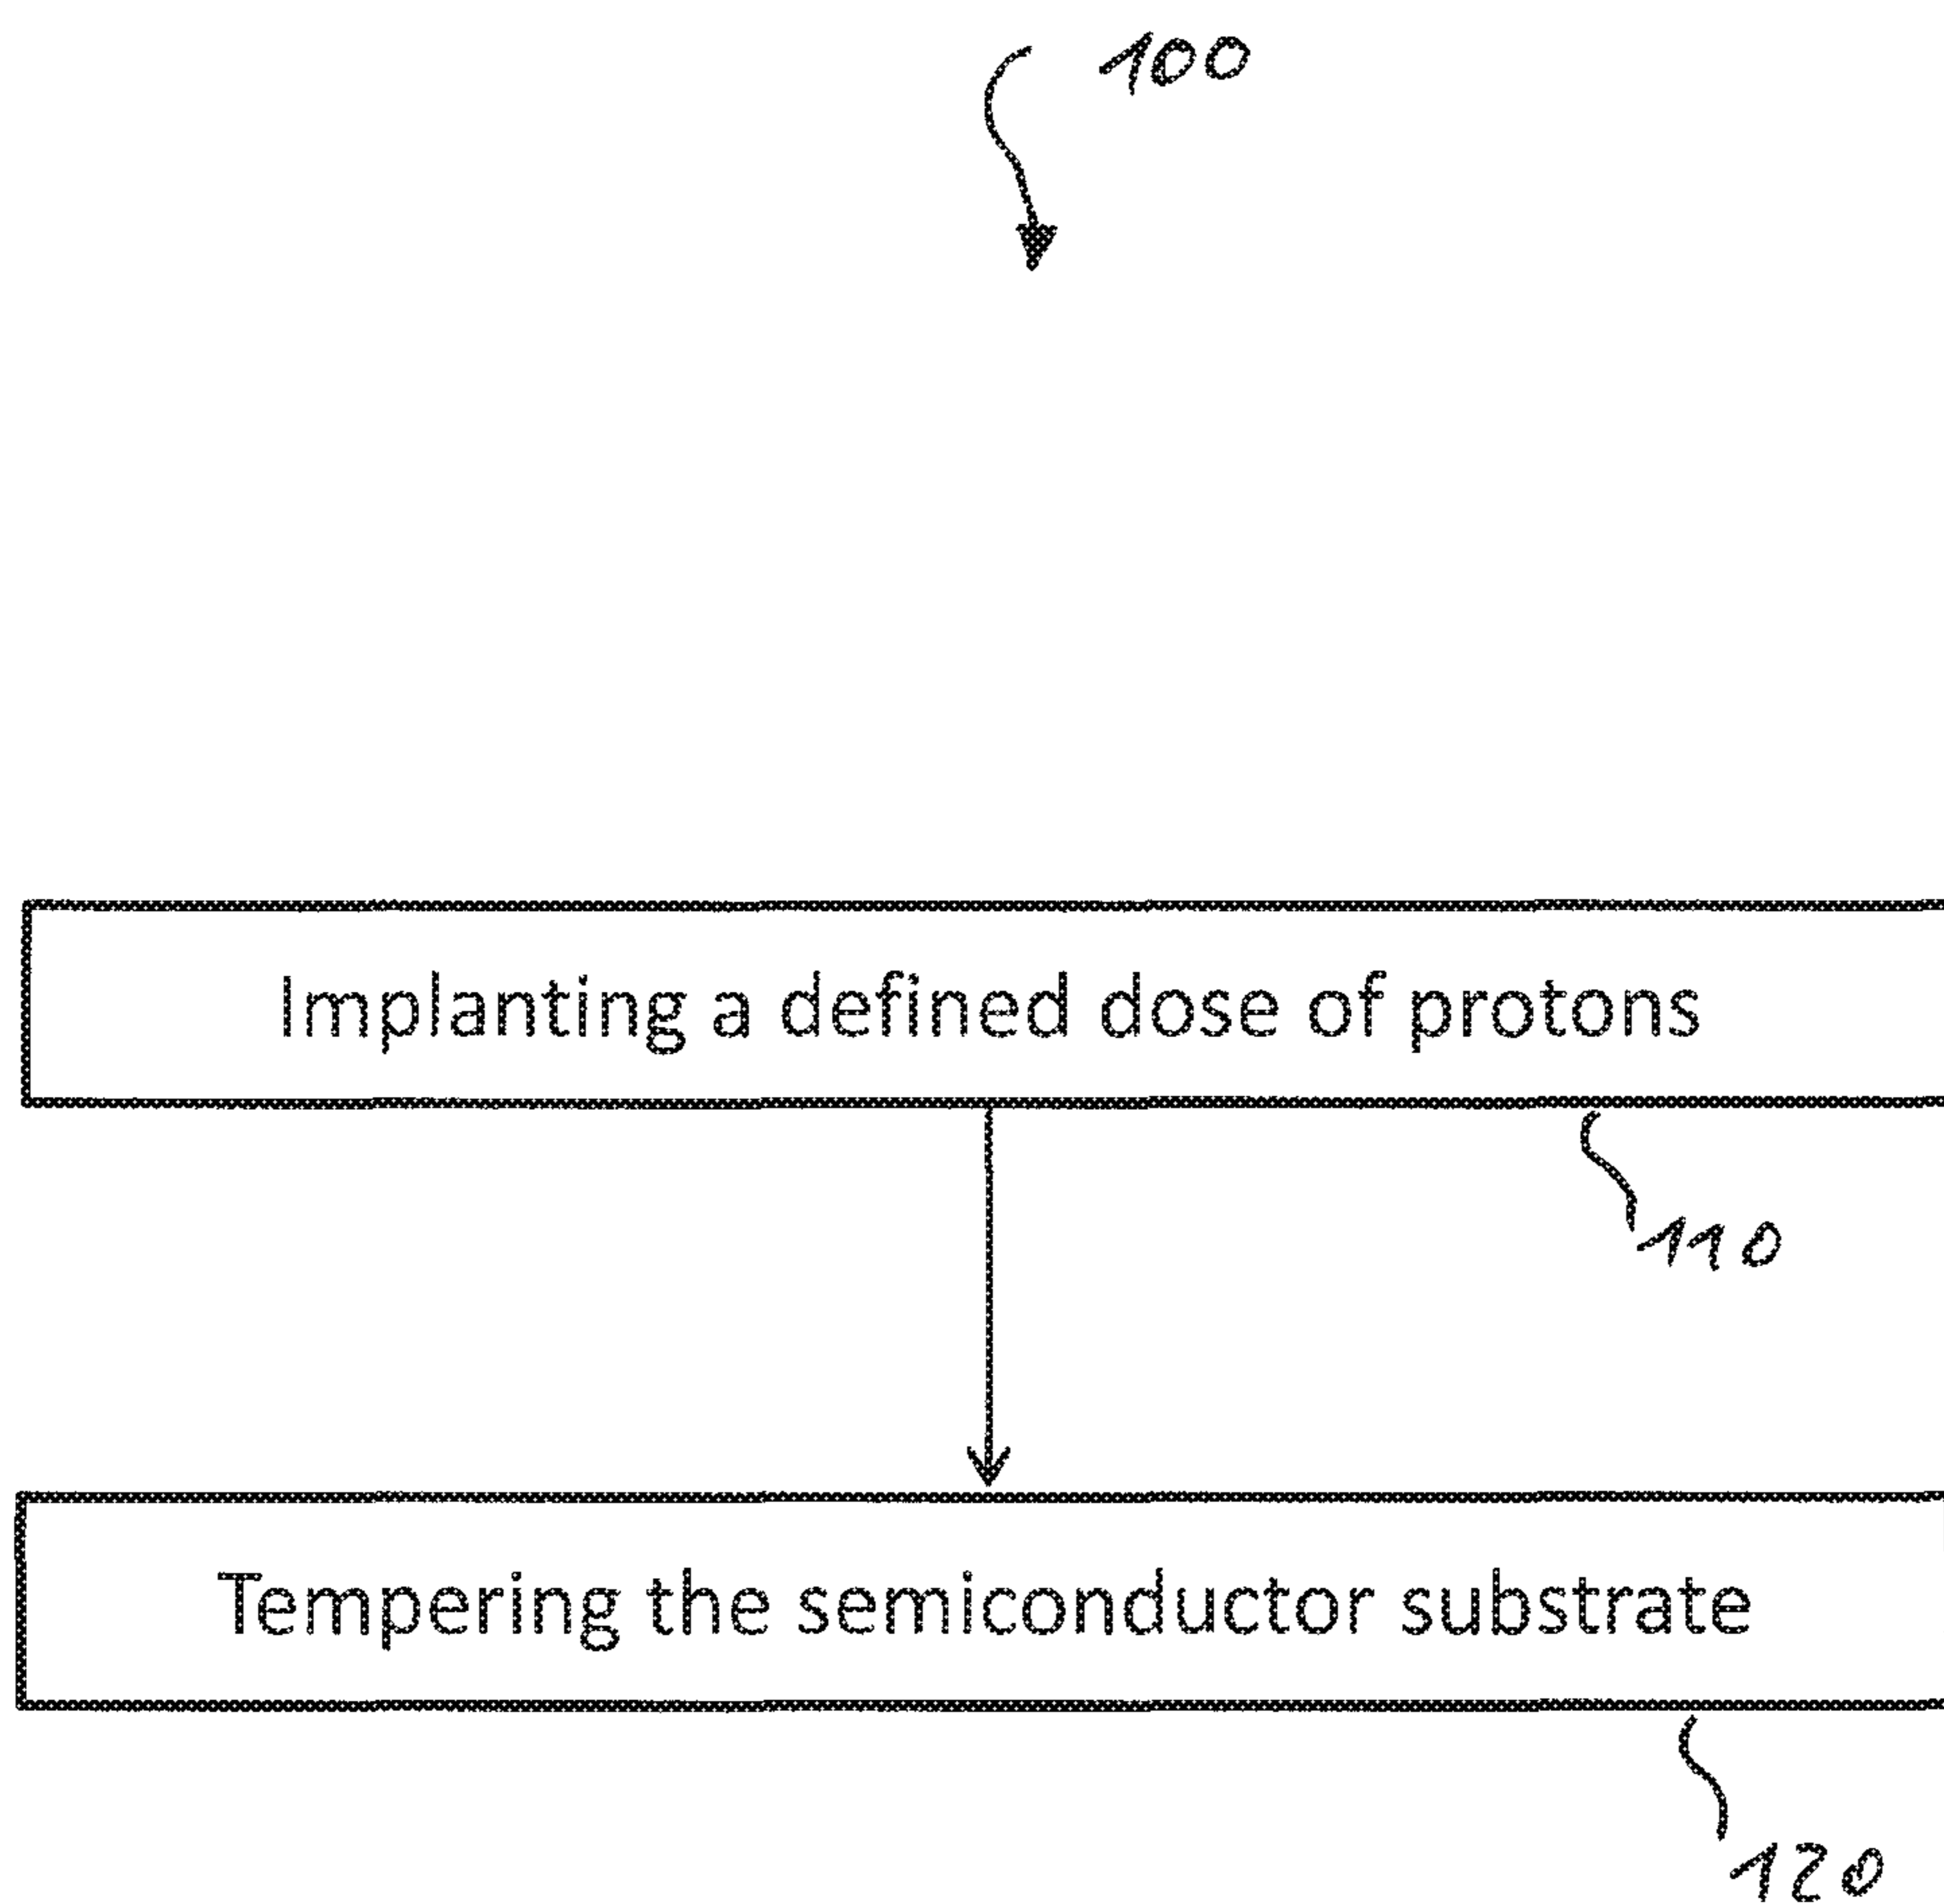 100
Implanting a defined dose of protons
110
Tempering the semiconductor substrate
120